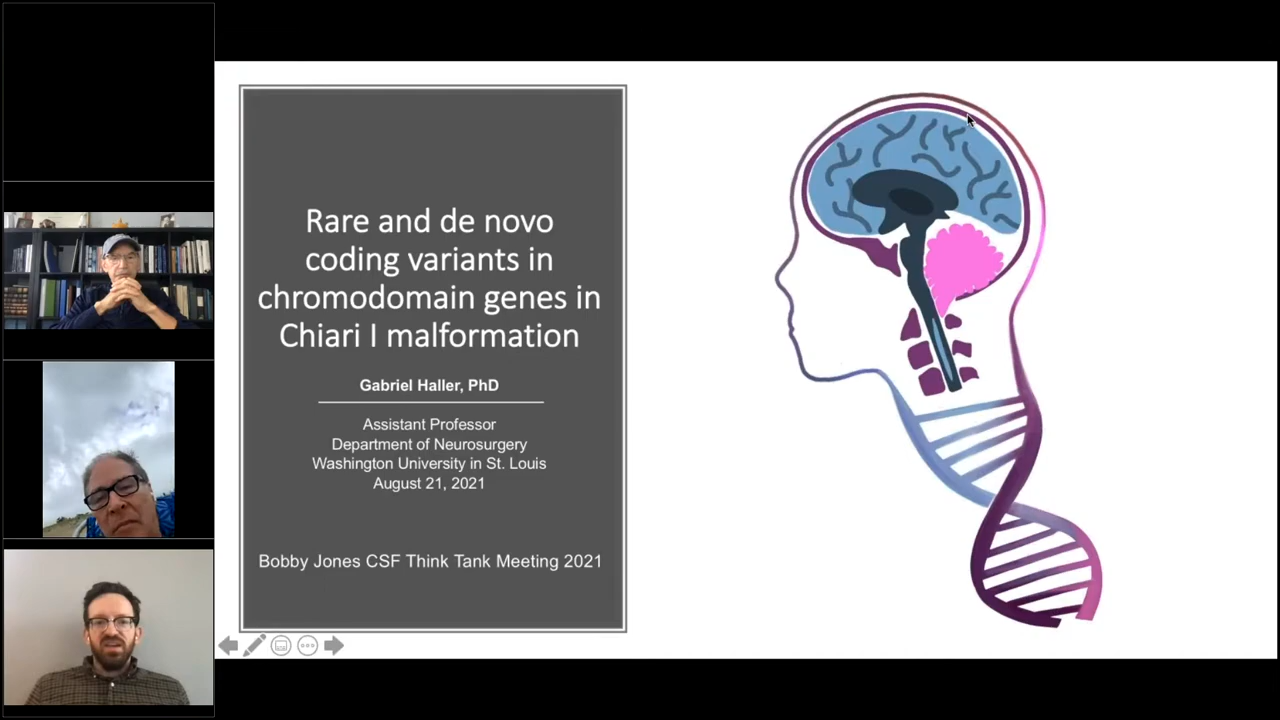 Rare and de novo
coding variants in
chromodomain genes in
Chiari I malformation
Gabriel Haller, PhD
Assistant Professor
Department of Neurosurgery
Washington University in St. Louis
August 21, 2021
Bobby Jones CSF Think Tank Meeting 2021